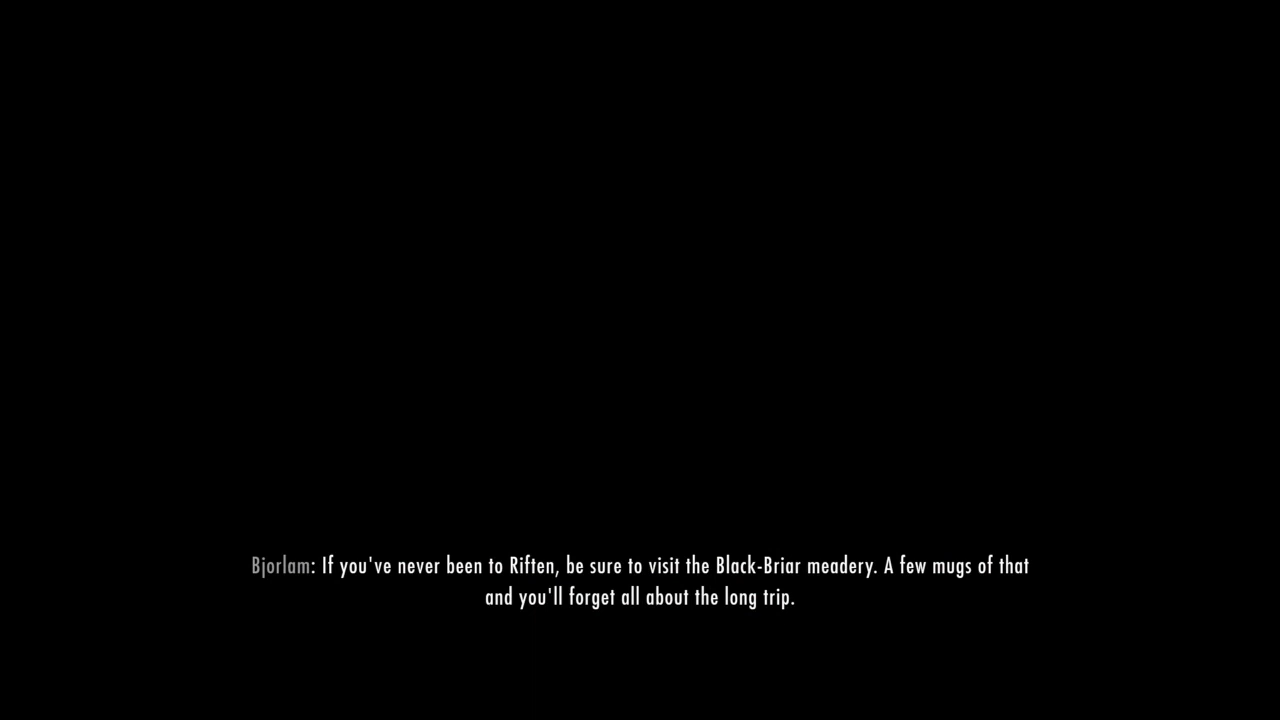 Bjorlam: If you've never been to Riften, be sure to visit the Black-Briar meadery. A few mugs of that
and you'll forget all about the long trip.